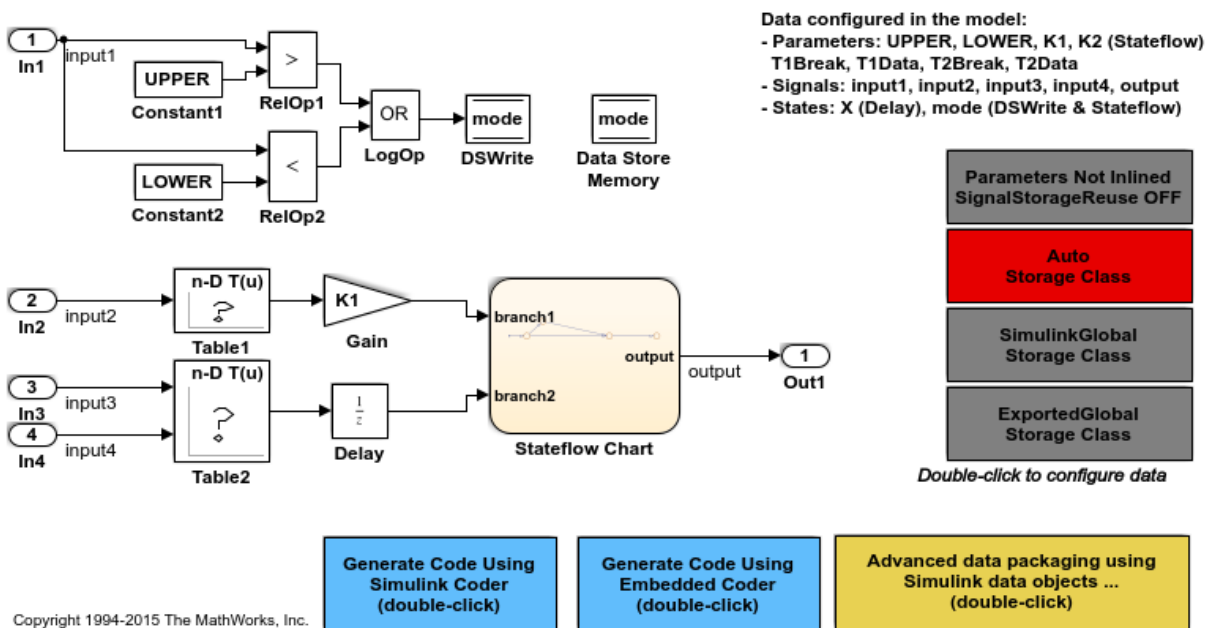 Data configured in the model:
- Parameters: UPPER, LOWER, K1, K2 (Stateflow)
T1Break, T1Data, T2Break, T2Data
- Signals: input1, input2, input3, input4, output
- States: X (Delay), mode (DSWrite & Stateflow)
1
In1
input1
UPPER
Constant1
>
RelOp1
LOWER
Constant2
<
RelOp2
OR
LogOp
mode
DSWrite
mode
Data Store
Memory
Parameters Not Inlined
SignalStorageReuse OFF
Auto
Storage Class
SimulinkGlobal
Storage Class
ExportedGlobal
Storage Class
Double-click to configure data
2
In2
input2
n-D T(u)
?
Table1
K1
Gain
3
In3
input3
4
In4
input4
n-D T(u)
?
Table2
1
z
Delay
branch1
branch2
output
Stateflow Chart
output
1
Out1
Generate Code Using
Simulink Coder
(double-click)
Generate Code Using
Embedded Coder
(double-click)
Advanced data packaging using
Simulink data objects ...
(double-click)
Copyright 1994-2015 The MathWorks, Inc.